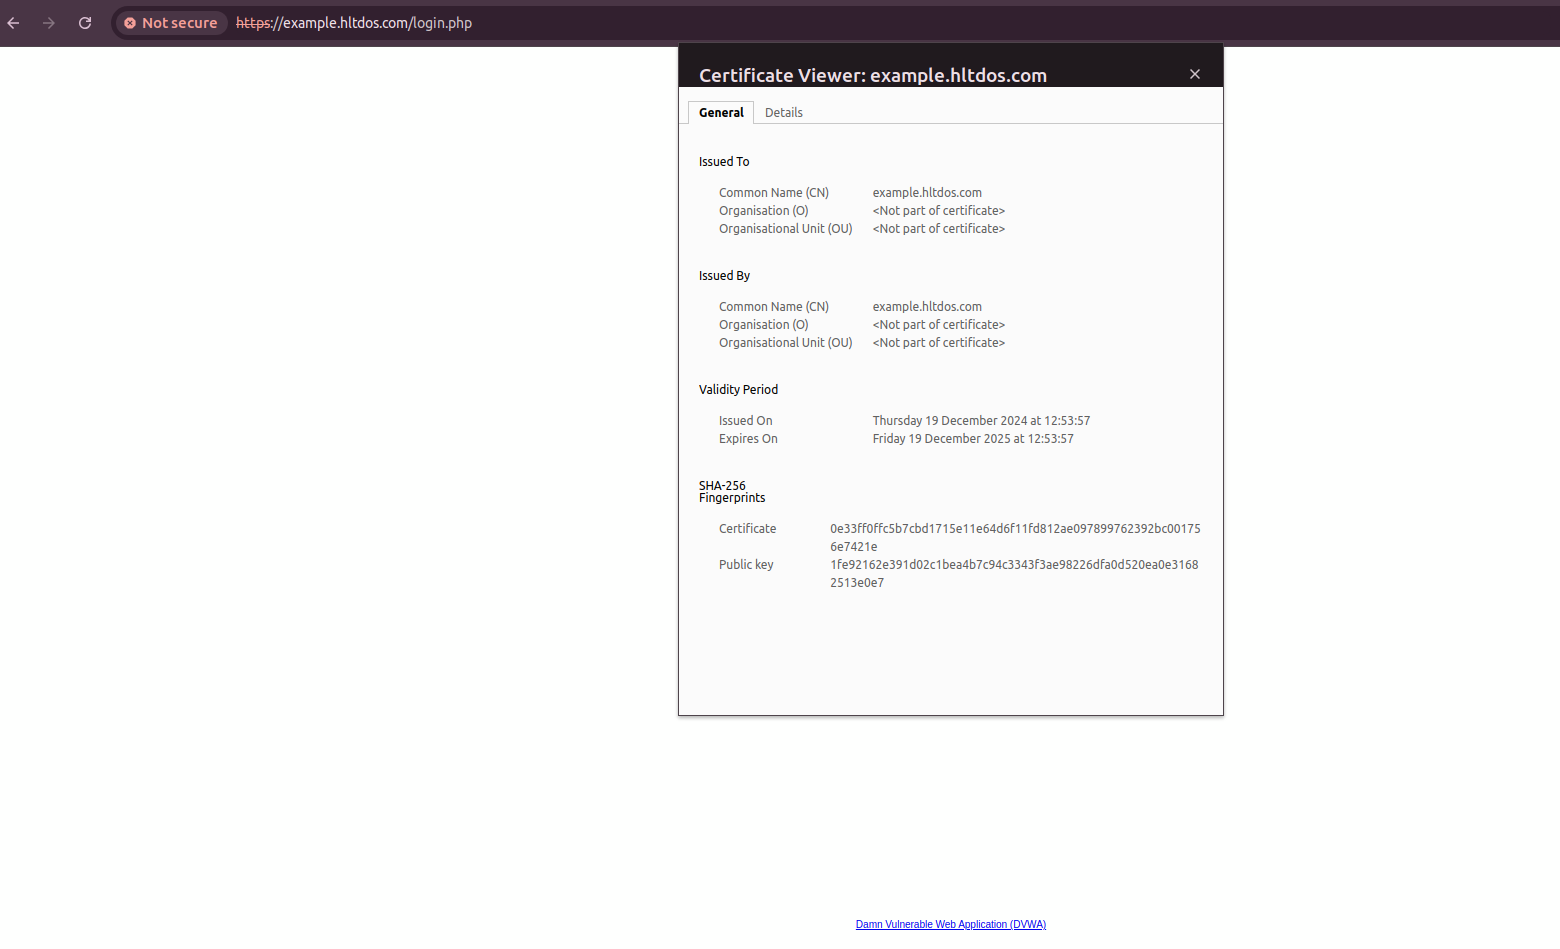 Not secure https://example.hltdos.com/login.php
Certificate Viewer: example.hltdos.com
General Details
Issued To
Common Name (CN) example.hltdos.com
Organisation (O) <Not part of certificate>
Organisational Unit (OU) <Not part of certificate>
Issued By
Common Name (CN) example.hltdos.com
Organisation (O) <Not part of certificate>
Organisational Unit (OU) <Not part of certificate>
Validity Period
Issued On Thursday 19 December 2024 at 12:53:57
Expires On Friday 19 December 2025 at 12:53:57
SHA-256
Fingerprints
Certificate 0e33ff0ffc5b7cbd1715e11e64d6f11fd812ae097899762392bc00175
6e7421e
Public key 1fe92162e391d02c1bea4b7c94c3343f3ae98226dfa0d520ea0e3168
2513e0e7
Damn Vulnerable Web Application (DVWA)